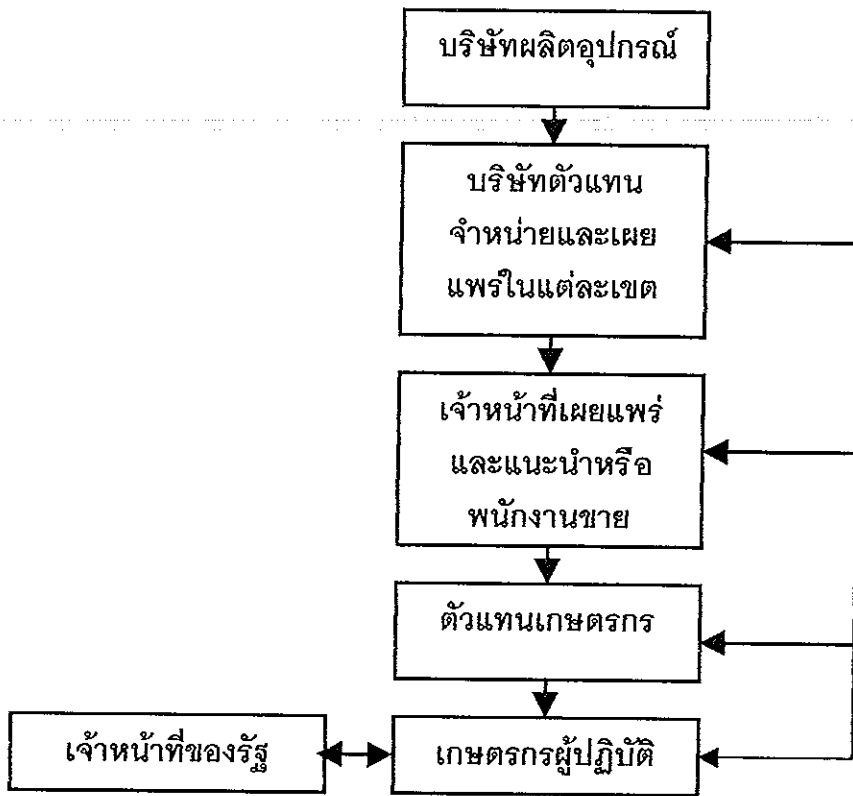 บริษัทผลิตอุปกรณ์
บริษัทตัวแทน
จำหน่ายและเผย
แพร่ในแต่ละเขต
เจ้าหน้าที่เผยแพร่
และแนะนำหรือ
พนักงานขาย
ตัวแทนเกษตรกร
เจ้าหน้าที่ของรัฐ
เกษตรกรผู้ปฏิบัติ